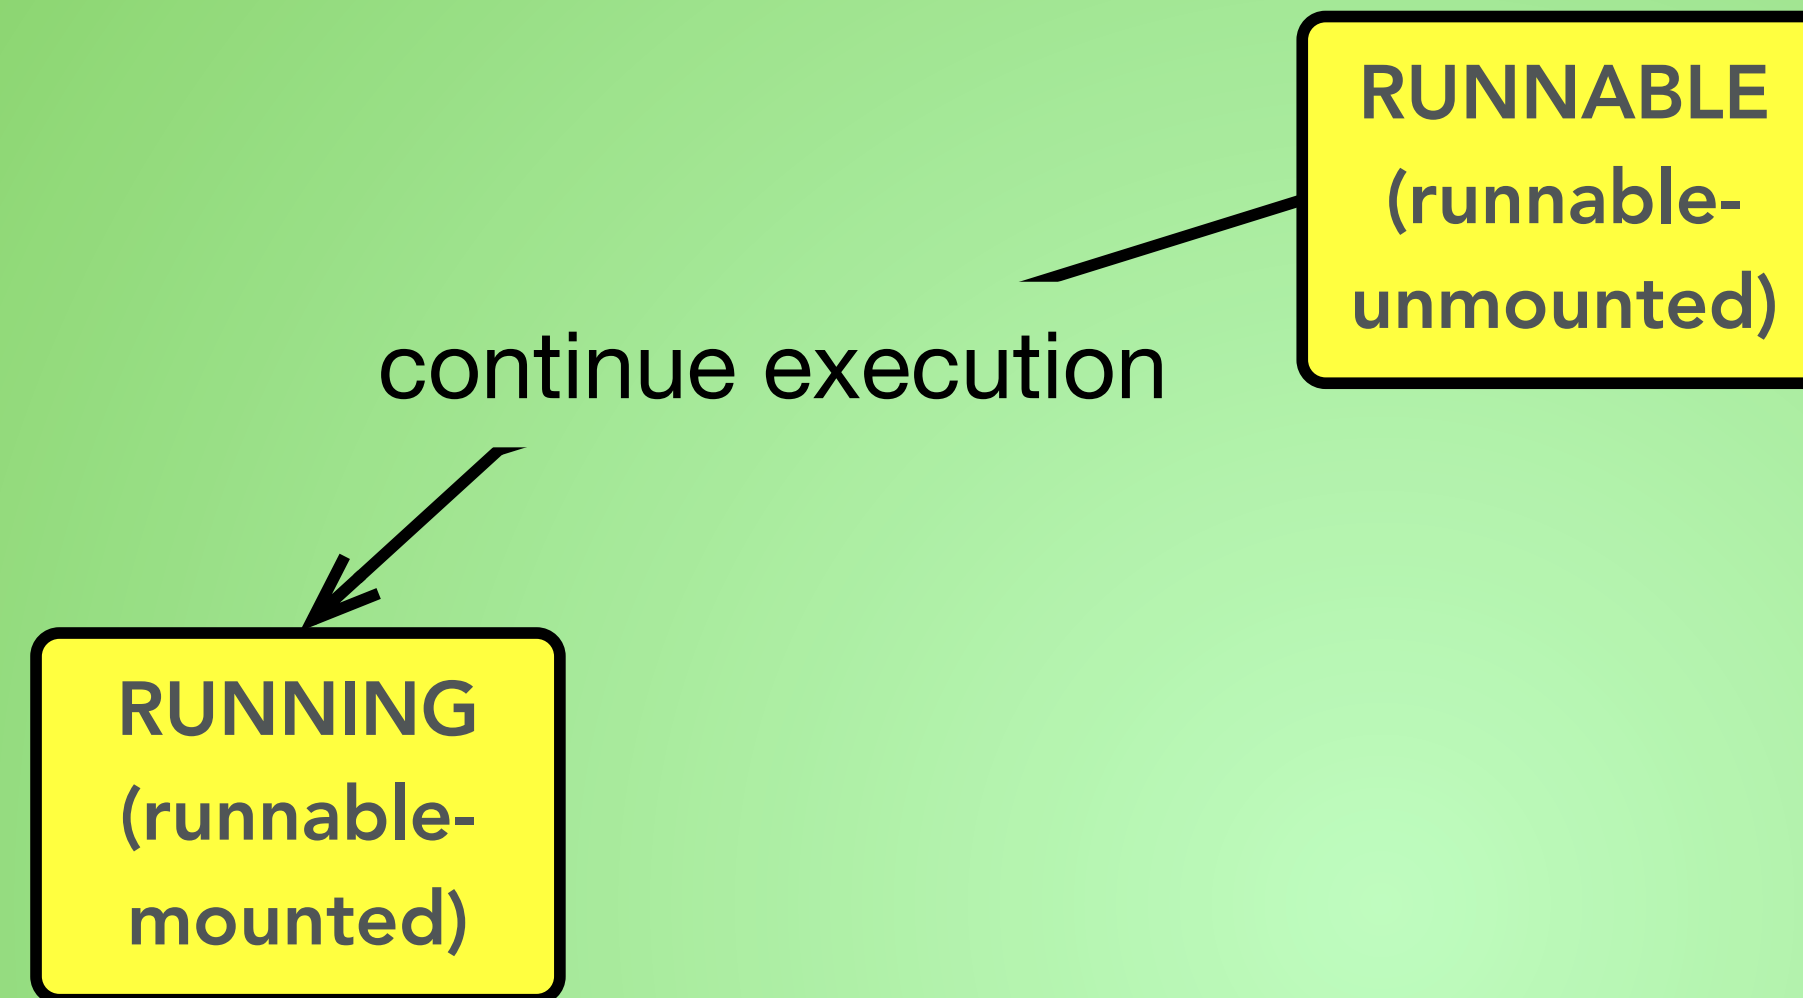 RUNNABLE
(runnable-
unmounted)
continue execution
RUNNING
(runnable-
mounted)